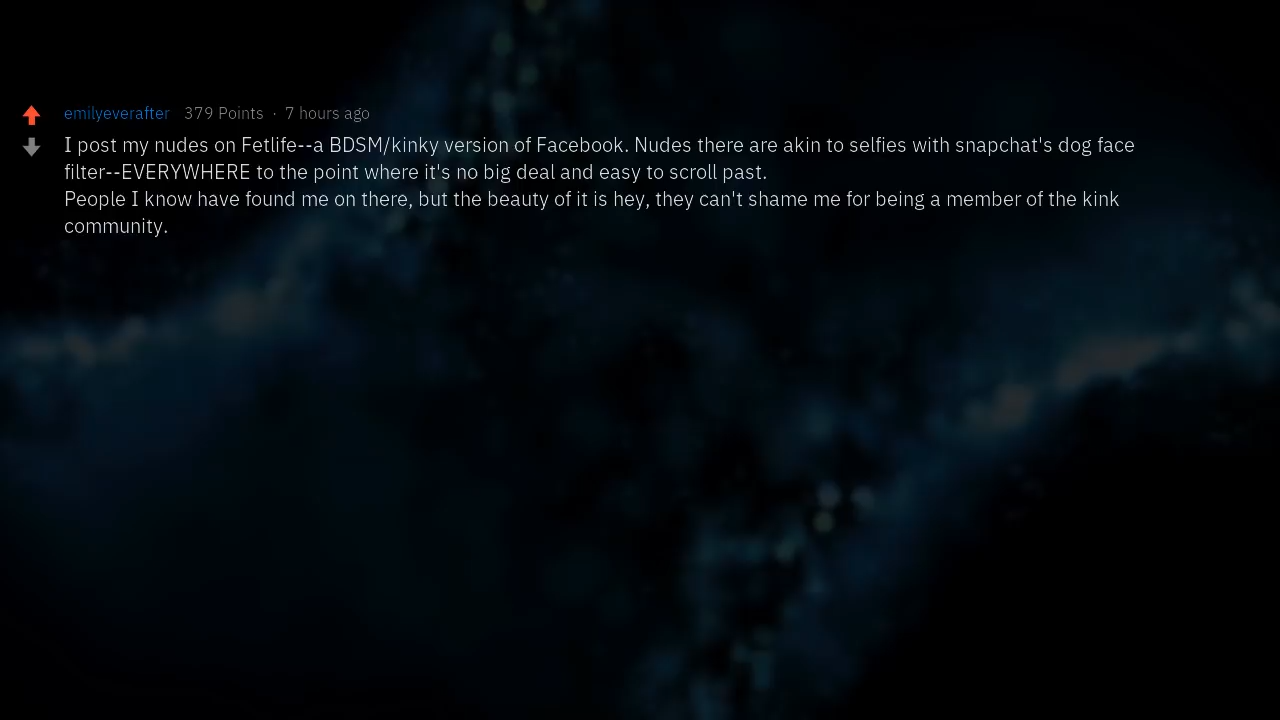 emilyeverafter 379 Points · 7 hours ago
I post my nudes on Fetlife--a BDSM/kinky version of Facebook. Nudes there are akin to selfies with snapchat's dog face
filter--EVERYWHERE to the point where it's no big deal and easy to scroll past.
People I know have found me on there, but the beauty of it is hey, they can't shame me for being a member of the kink
community.